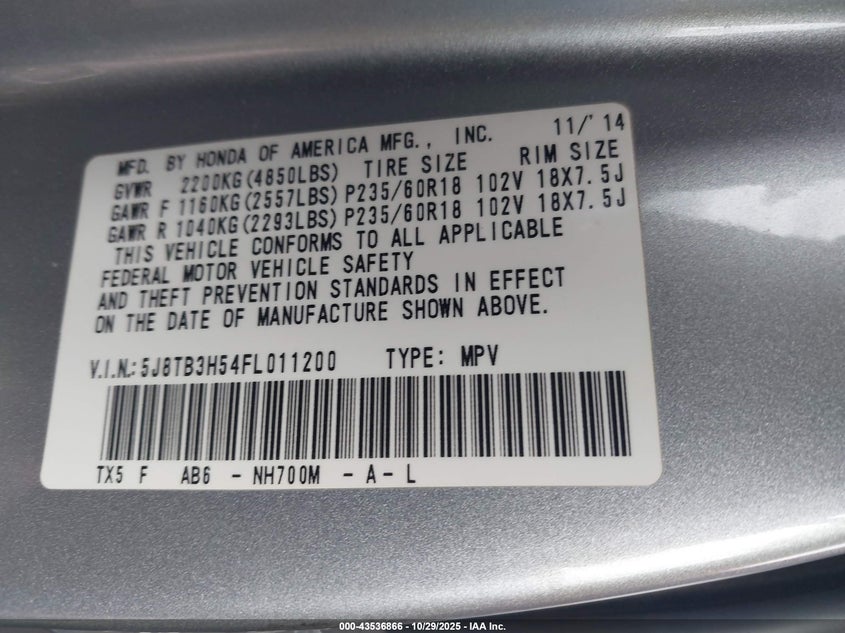 MFD. BY HONDA OF AMERICA MFG., INC. 11/'14
GVWR 2200KG(4850LBS) TIRE SIZE RIM SIZE
GAWR F 1160KG(2557LBS) P235/60R18 102V 18X7.5J
GAWR R 1040KG(2293LBS) P235/60R18 102V 18X7.5J
THIS VEHICLE CONFORMS TO ALL APPLICABLE
FEDERAL MOTOR VEHICLE SAFETY
AND THEFT PREVENTION STANDARDS IN EFFECT
ON THE DATE OF MANUFACTURE SHOWN ABOVE.
V.I.N.: 5J8TB3H54FL011200 TYPE: MPV
TX5 F AB6 - NH700M - A - L
000-43536866 - 10/29/2025 - IAA Inc.